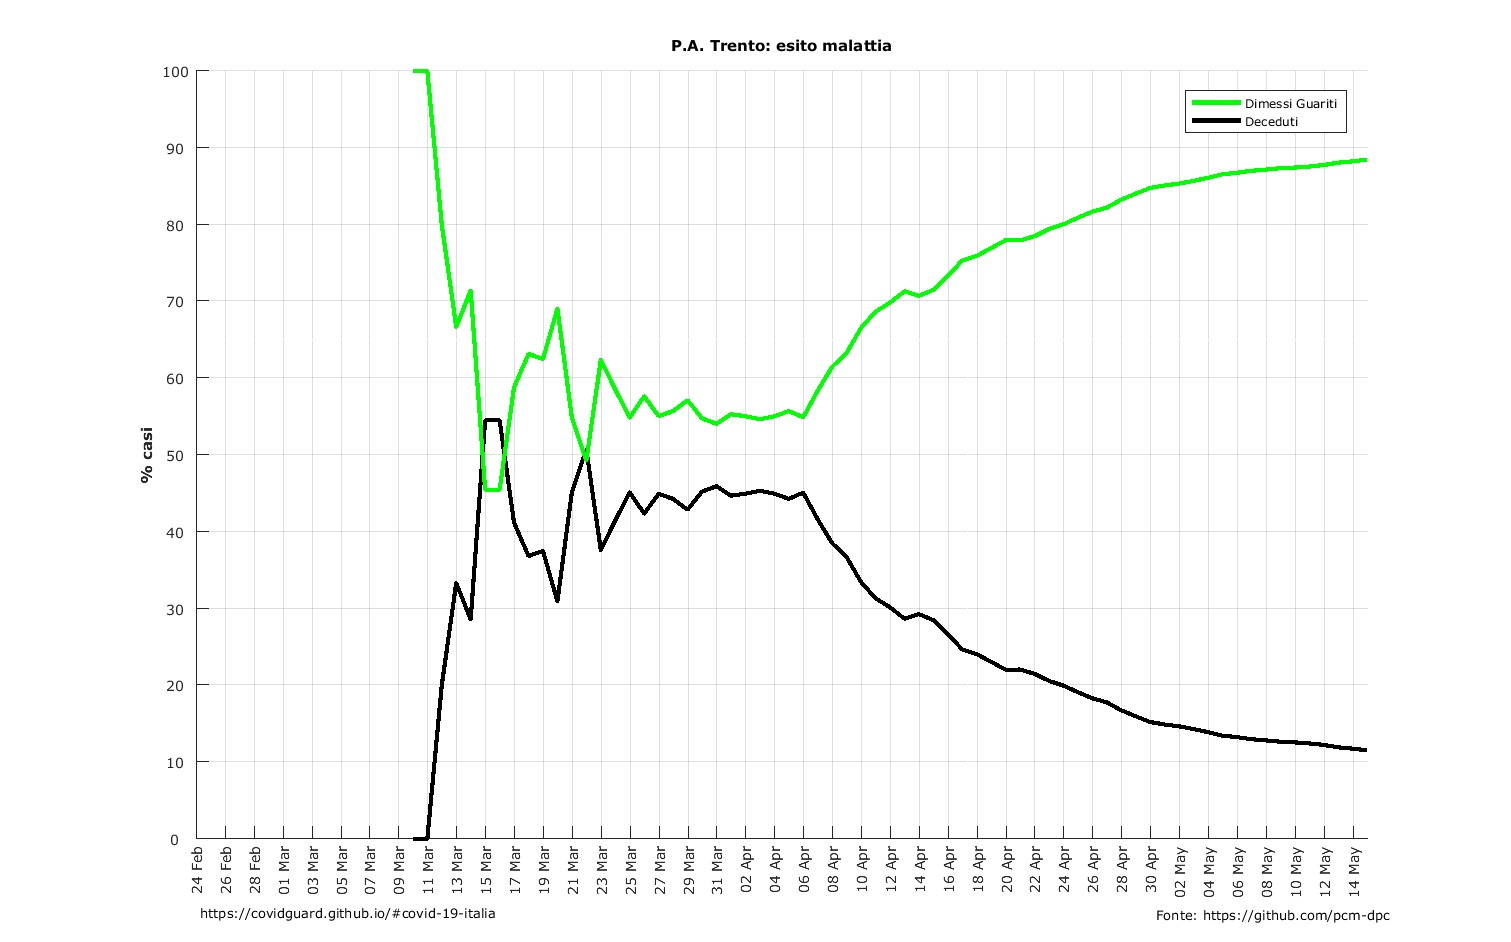 P.A. Trento: esito malattia
100
90
80
70
60
50
40
30
20
10
0
% casi
Dimessi Guariti
Deceduti
24 Feb
26 Feb
28 Feb
01 Mar
03 Mar
05 Mar
07 Mar
09 Mar
11 Mar
13 Mar
15 Mar
17 Mar
19 Mar
21 Mar
23 Mar
25 Mar
27 Mar
29 Mar
31 Mar
02 Apr
04 Apr
06 Apr
08 Apr
10 Apr
12 Apr
14 Apr
16 Apr
18 Apr
20 Apr
22 Apr
24 Apr
26 Apr
28 Apr
30 Apr
02 May
04 May
06 May
08 May
10 May
12 May
14 May
https://covidguard.github.io/#covid-19-italia
Fonte: https://github.com/pcm-dpc